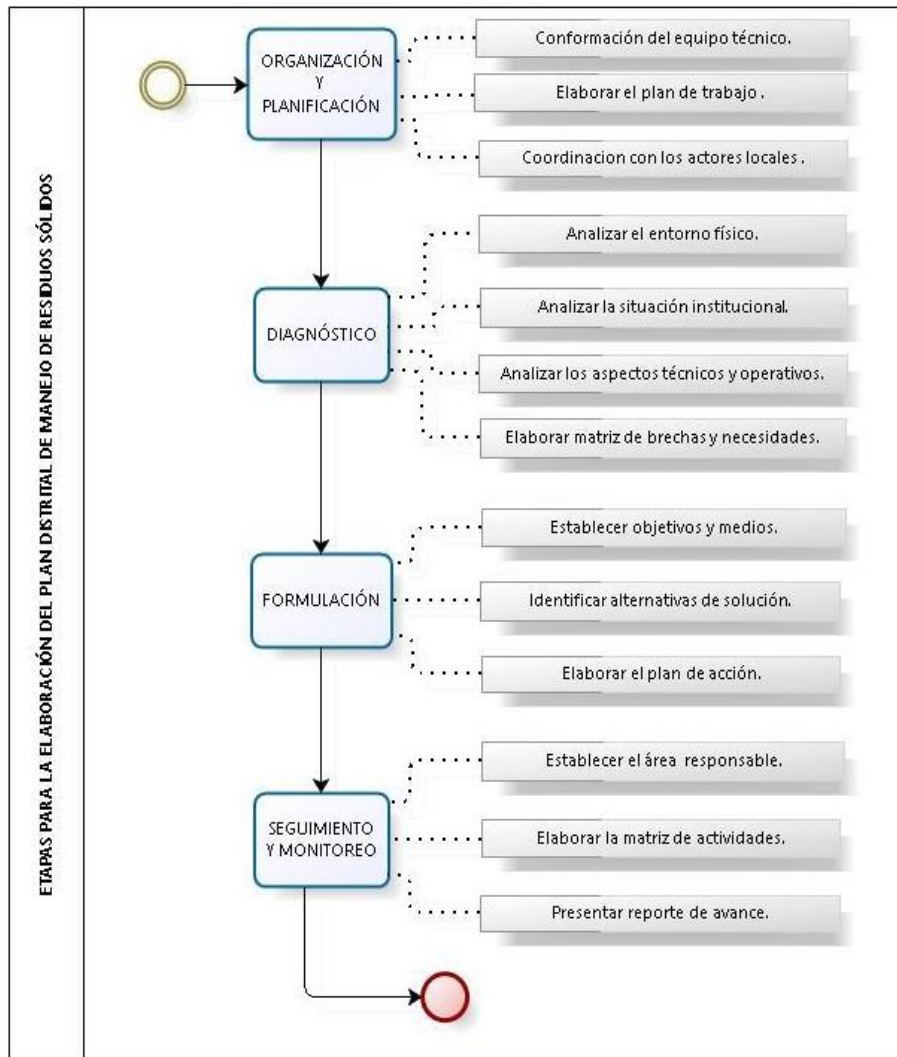 ETAPAS PARA LA ELABORACIÓN DEL PLAN DISTRITAL DE MANEJO DE RESIDUOS SÓLIDOS
ORGANIZACIÓN
Y
PLANIFICACIÓN
Conformación del equipo técnico.
Elaborar el plan de trabajo .
Coordinacion con los actores locales .
DIAGNÓSTICO
Analizar el entorno físico.
Analizar la situación institucional.
Analizar los aspectos técnicos y operativos.
Elaborar matriz de brechas y necesidades.
FORMULACIÓN
Establecer objetivos y medios.
Identificar alternativas de solución.
Elaborar el plan de acción.
SEGUIMIENTO
Y MONITOREO
Establecer el área responsable.
Elaborar la matriz de actividades.
Presentar reporte de avance.